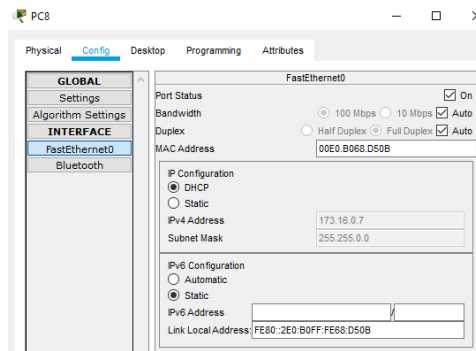 PC8
Physical Config Desktop Programming Attributes
GLOBAL
Settings
Algorithm Settings
INTERFACE
FastEthernet0
Bluetooth
FastEthernet0
Port Status On
Bandwidth 100 Mbps 10 Mbps Auto
Duplex Half Duplex Full Duplex Auto
MAC Address 00E0.B068.D50B
IP Configuration
DHCP
Static
IPv4 Address 173.16.0.7
Subnet Mask 255.255.0.0
IPv6 Configuration
Automatic
Static
IPv6 Address /
Link Local Address: FE80::2E0:B0FF:FE68:D50B